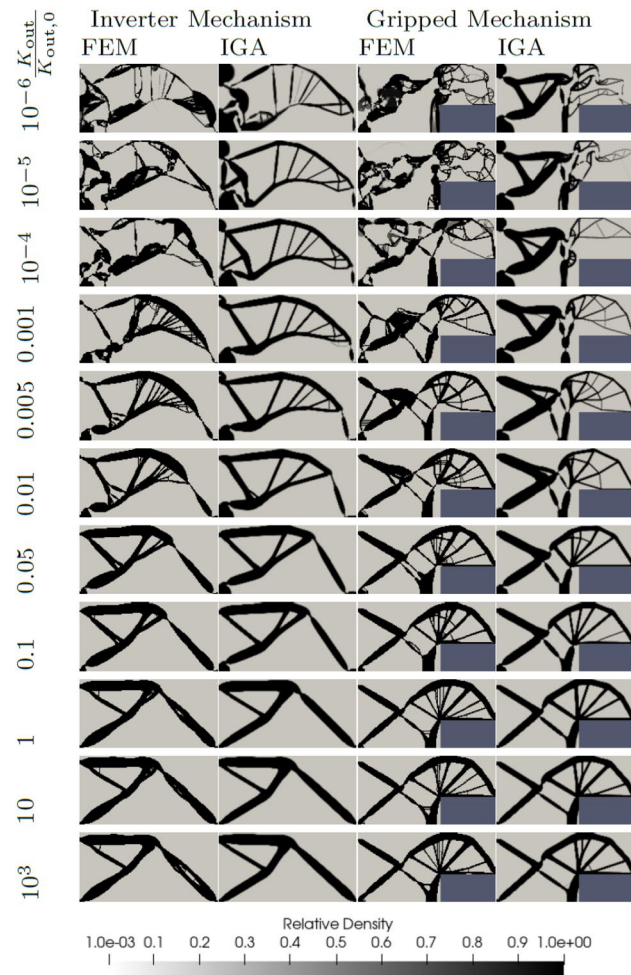 Inverter Mechanism Gripped Mechanism
FEM IGA FEM IGA
K_out / K_out,0
10^−6
10^−5
10^−4
0.001
0.005
0.01
0.05
0.1
1
10
10^3
Relative Density
1.0e-03 0.1 0.2 0.3 0.4 0.5 0.6 0.7 0.8 0.9 1.0e+00